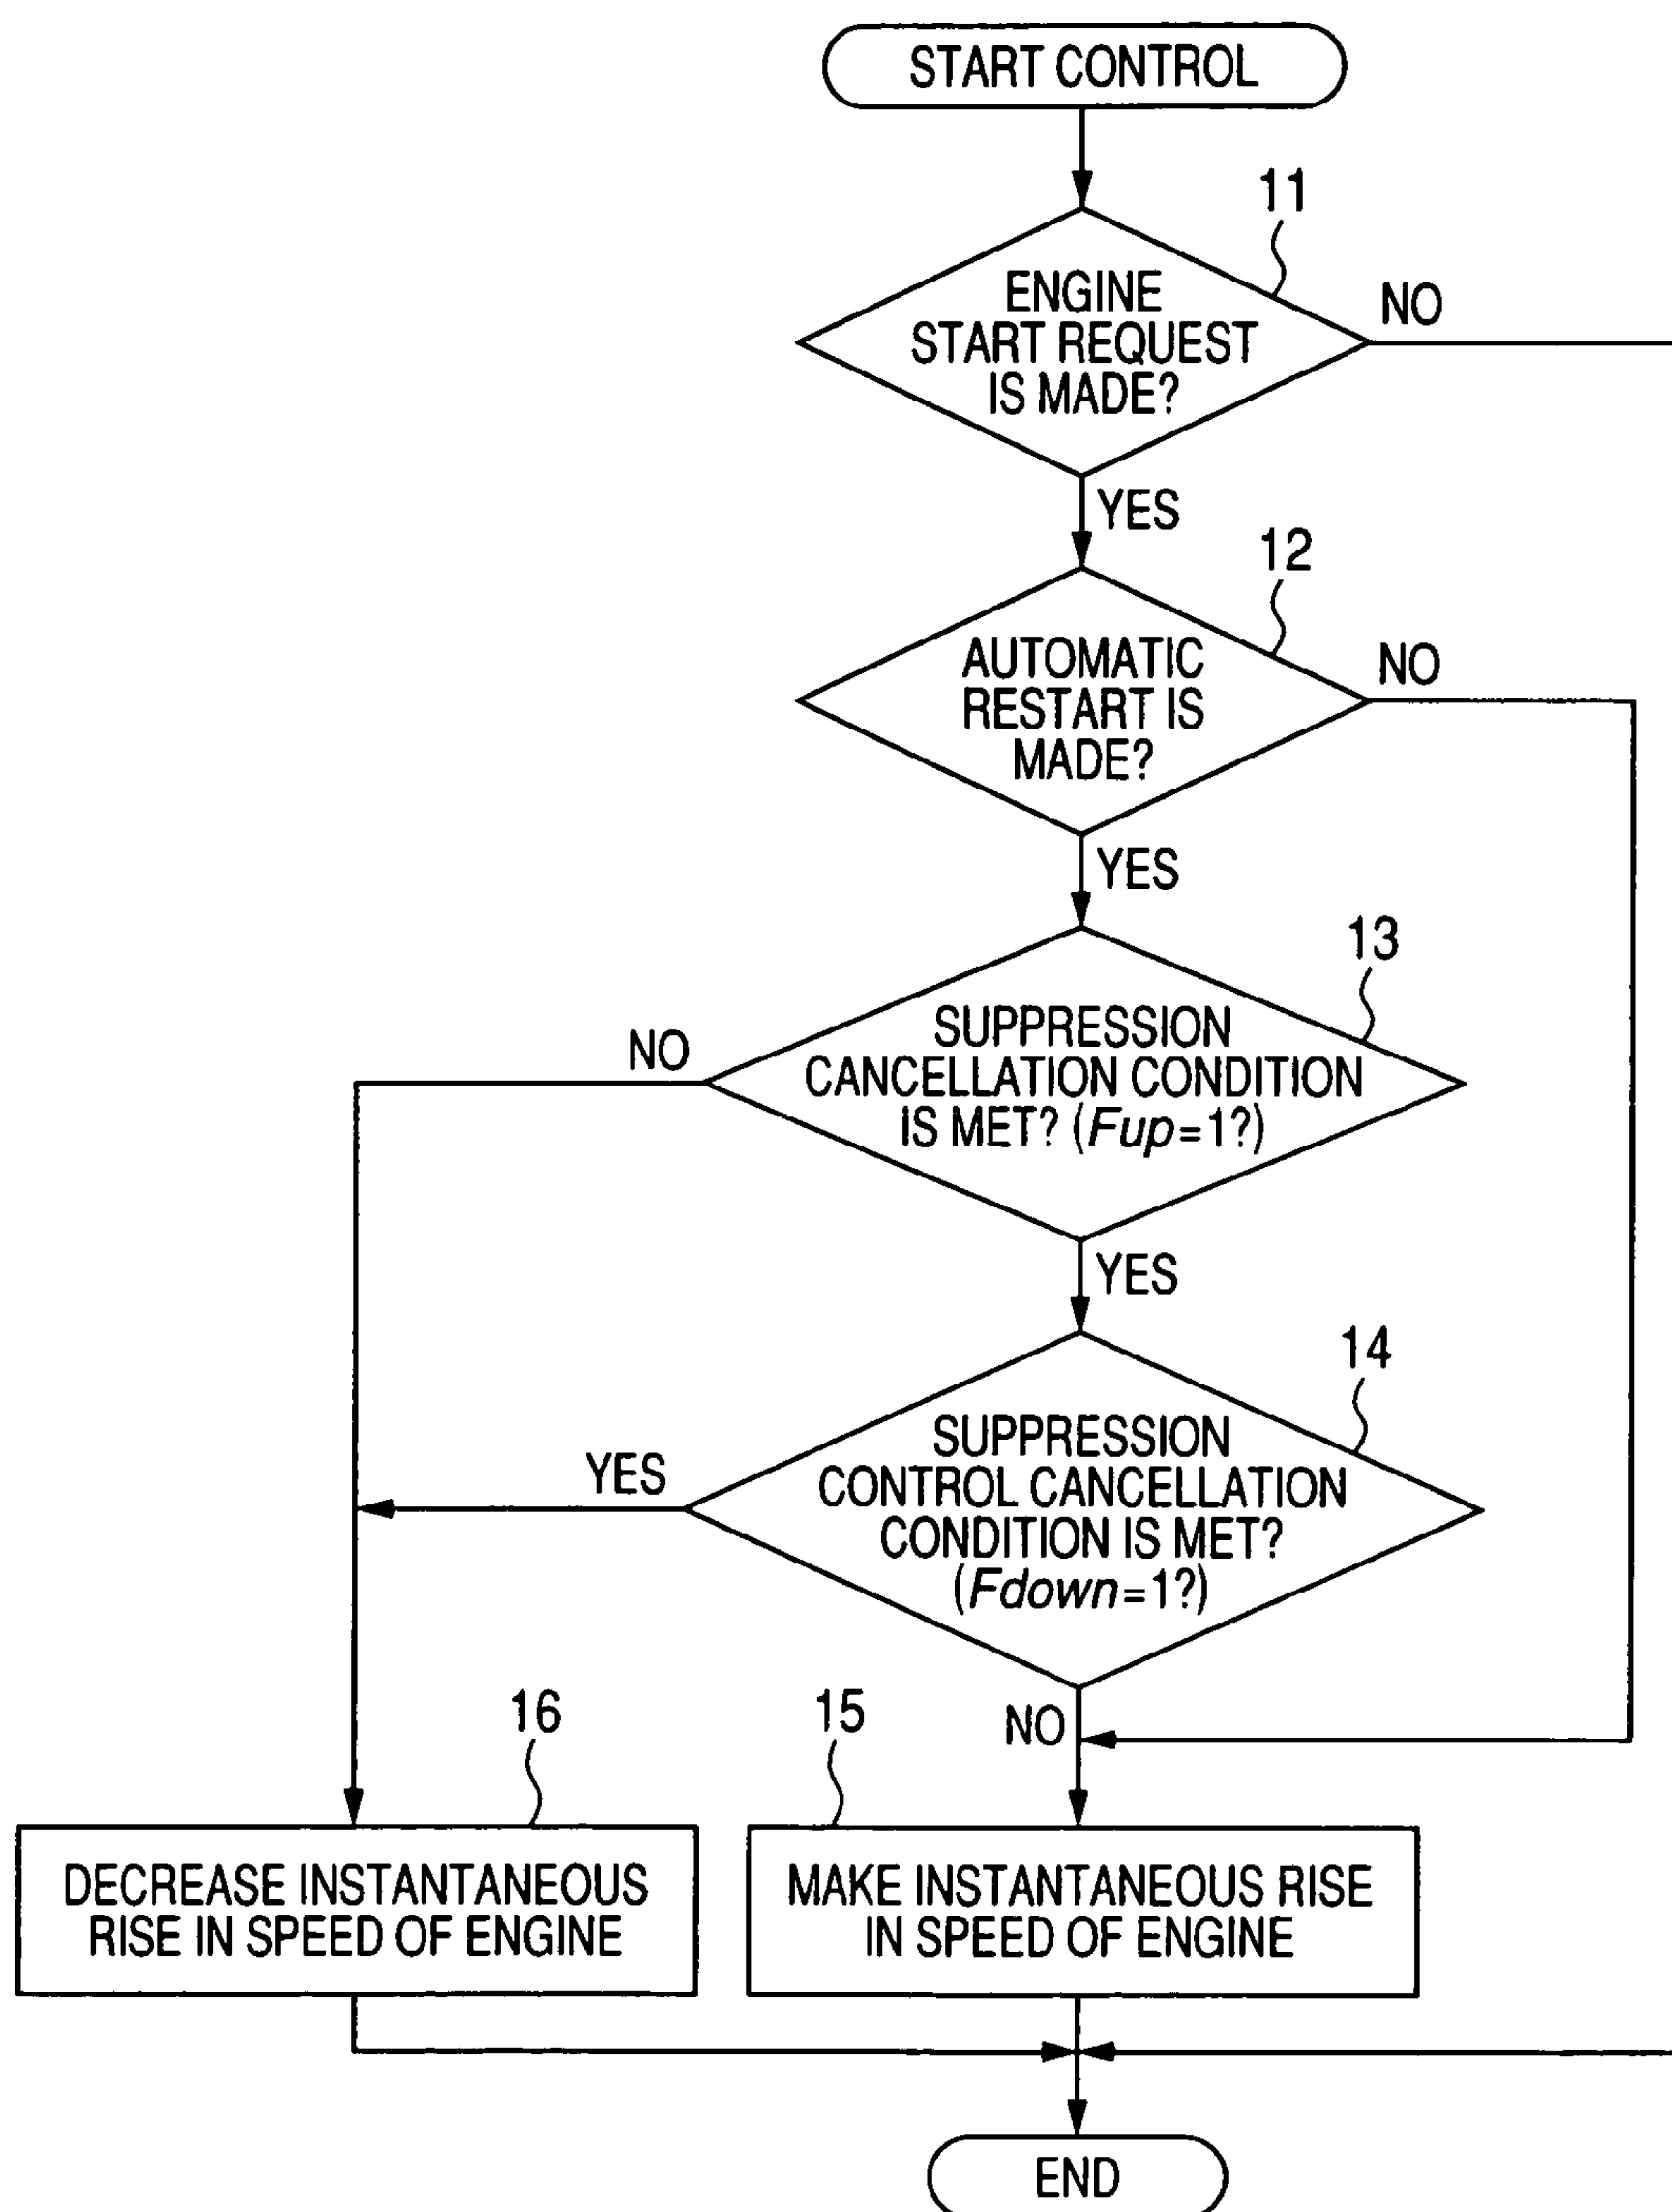 START CONTROL
11
ENGINE
START REQUEST
IS MADE?
NO
YES
12
AUTOMATIC
RESTART IS
MADE?
NO
YES
13
SUPPRESSION
CANCELLATION CONDITION
IS MET? (Fup=1?)
NO
YES
14
SUPPRESSION
CONTROL CANCELLATION
CONDITION IS MET?
(Fdown=1?)
YES
NO
16
DECREASE INSTANTANEOUS
RISE IN SPEED OF ENGINE
15
MAKE INSTANTANEOUS RISE
IN SPEED OF ENGINE
END